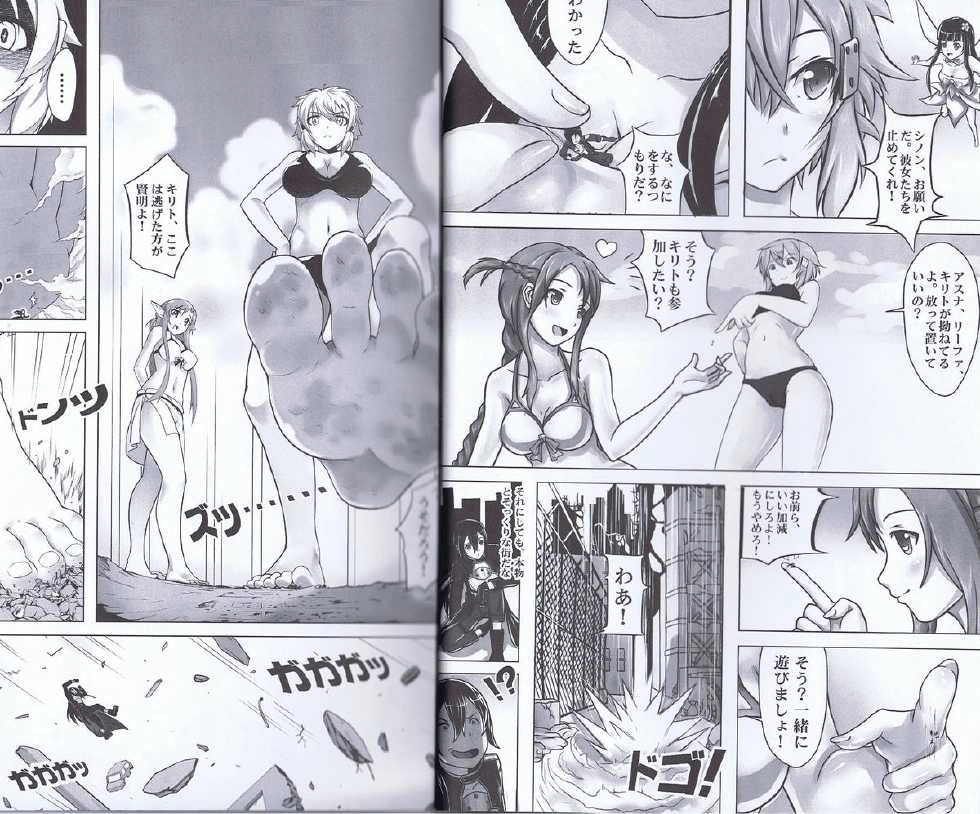 シノン、お願い
だ。彼女たちを
止めてくれ!
な、なに
をするつ
もりだ?
わかった
アスナ、リーファ、
キリトが拗ねてる
よ。放って置いて
いいの?
そう?
キリトも参
加したい?
お前ら、
いい加減
にしろよ!
もうやめろ!
そう?一緒に
遊びましょ!
わあ!
ドゴ!
それにしても、本物
とそっくりな街だな
!?
キリト、ここ
は逃げた方が
賢明よ!
ズッ……
………
ドンッ
ガガガッ
ガガガッ